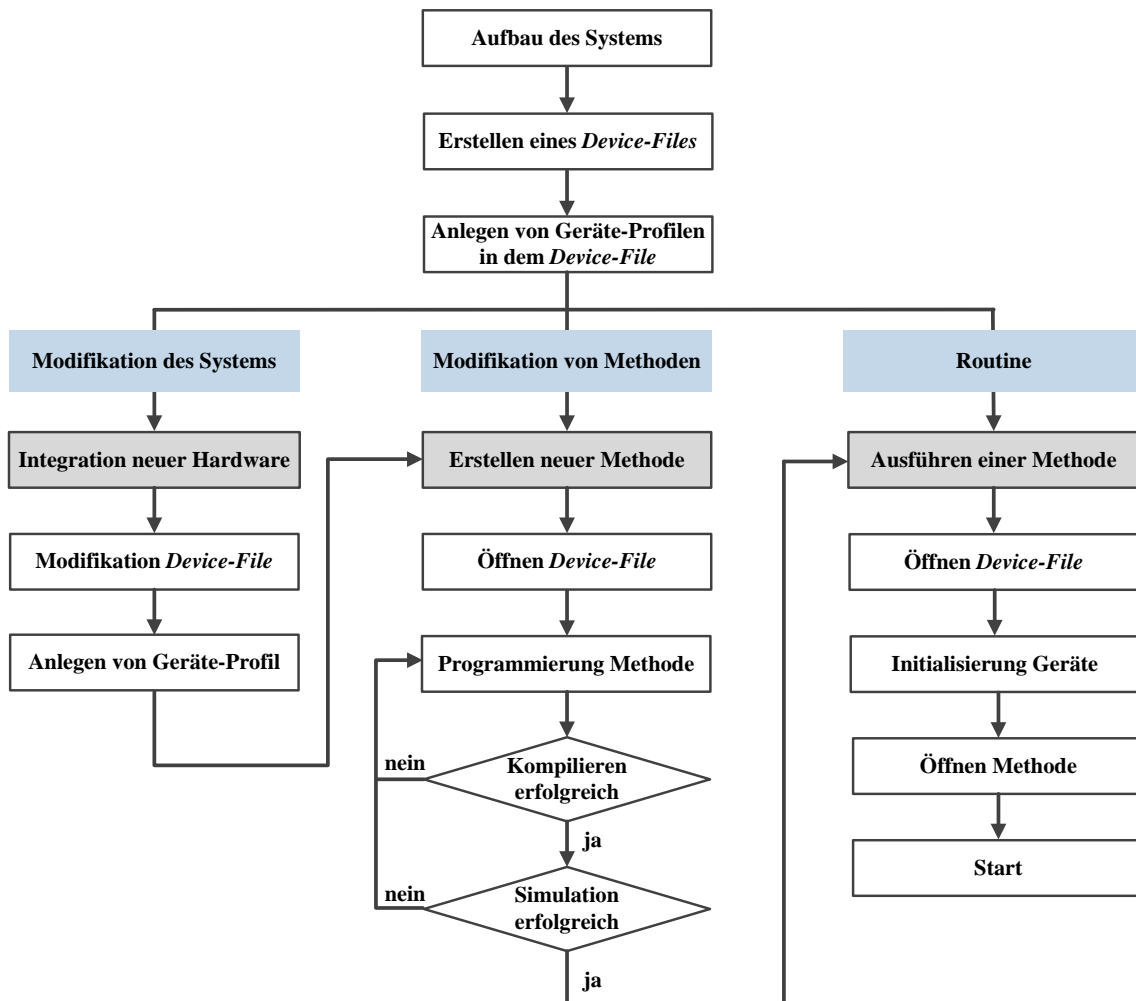 Aufbau des Systems
Erstellen eines Device-Files
Anlegen von Geräte-Profilen
in dem Device-File
Modifikation des Systems
Modifikation von Methoden
Routine
Integration neuer Hardware
Erstellen neuer Methode
Ausführen einer Methode
Modifikation Device-File
Öffnen Device-File
Öffnen Device-File
Anlegen von Geräte-Profil
Programmierung Methode
Initialisierung Geräte
nein
Kompilieren
erfolgreich
Öffnen Methode
ja
nein
Simulation
erfolgreich
Start
ja